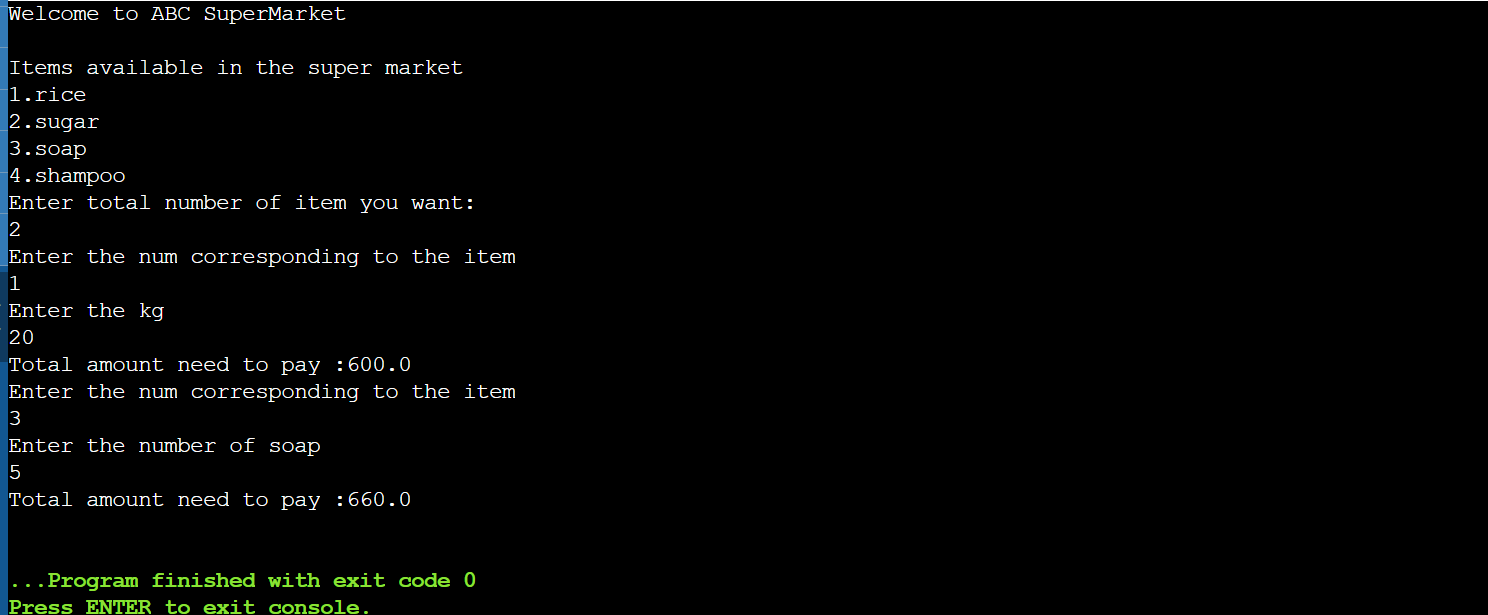 Welcome to ABC SuperMarket
Items available in the super market
1.rice
2.sugar
3.soap
4.shampoo
Enter total number of item you want:
2
Enter the num corresponding to the item
1
Enter the kg
20
Total amount need to pay :600.0
Enter the num corresponding to the item
3
Enter the number of soap
5
Total amount need to pay :660.0
...Program finished with exit code 0
Press ENTER to exit console.